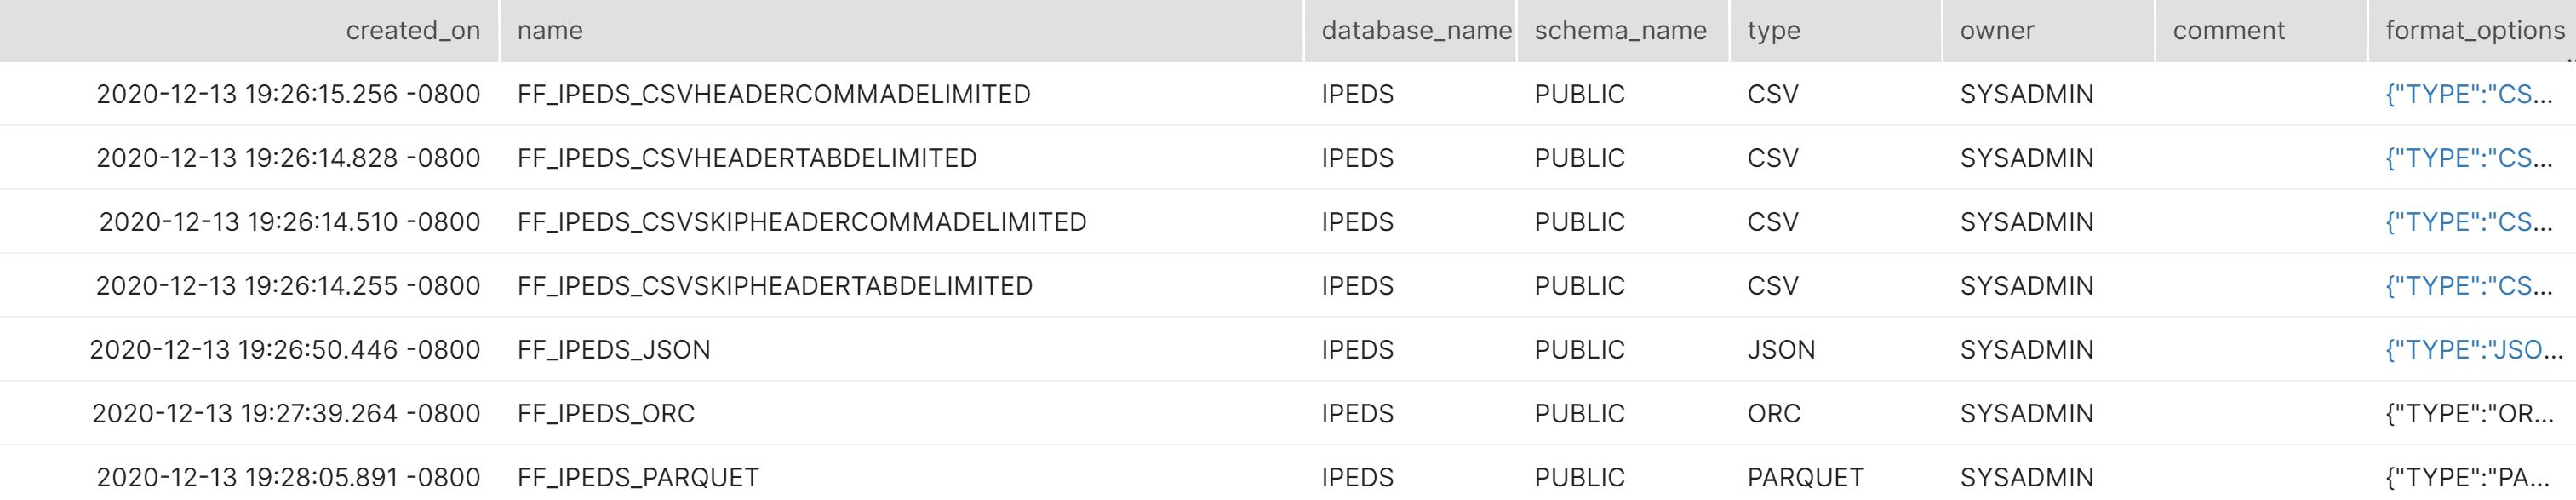 created_on name database_name schema_name type owner comment format_options
2020-12-13 19:26:15.256 -0800 FF_IPEDS_CSVHEADERCOMMADELIMITED IPEDS PUBLIC CSV SYSADMIN {"TYPE":"CS...
2020-12-13 19:26:14.828 -0800 FF_IPEDS_CSVHEADERTABDELIMITED IPEDS PUBLIC CSV SYSADMIN {"TYPE":"CS...
2020-12-13 19:26:14.510 -0800 FF_IPEDS_CSVSKIPHEADERCOMMADELIMITED IPEDS PUBLIC CSV SYSADMIN {"TYPE":"CS...
2020-12-13 19:26:14.255 -0800 FF_IPEDS_CSVSKIPHEADERTABDELIMITED IPEDS PUBLIC CSV SYSADMIN {"TYPE":"CS...
2020-12-13 19:26:50.446 -0800 FF_IPEDS_JSON IPEDS PUBLIC JSON SYSADMIN {"TYPE":"JSO...
2020-12-13 19:27:39.264 -0800 FF_IPEDS_ORC IPEDS PUBLIC ORC SYSADMIN {"TYPE":"OR...
2020-12-13 19:28:05.891 -0800 FF_IPEDS_PARQUET IPEDS PUBLIC PARQUET SYSADMIN {"TYPE":"PA...